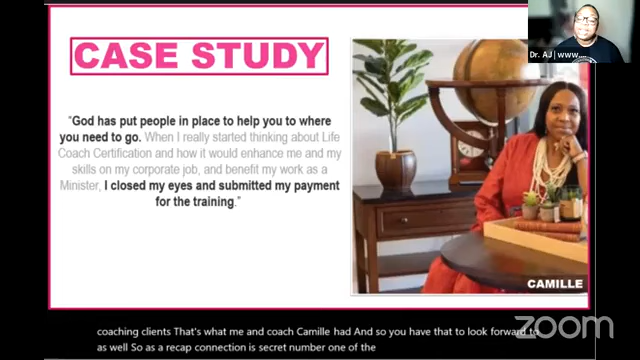 CASE STUDY
"God has put people in place to help you to where
you need to go. When I really started thinking about Life
Coach Certification and how it would enhance me and my
skills on my corporate job, and benefit my work as a
Minister, I closed my eyes and submitted my payment
for the training."
CAMILLE
Dr. AJ | www....
zoom
coaching clients That's what me and coach Camille had And so you have that to look forward to
as well So as a recap connection is secret number one of the